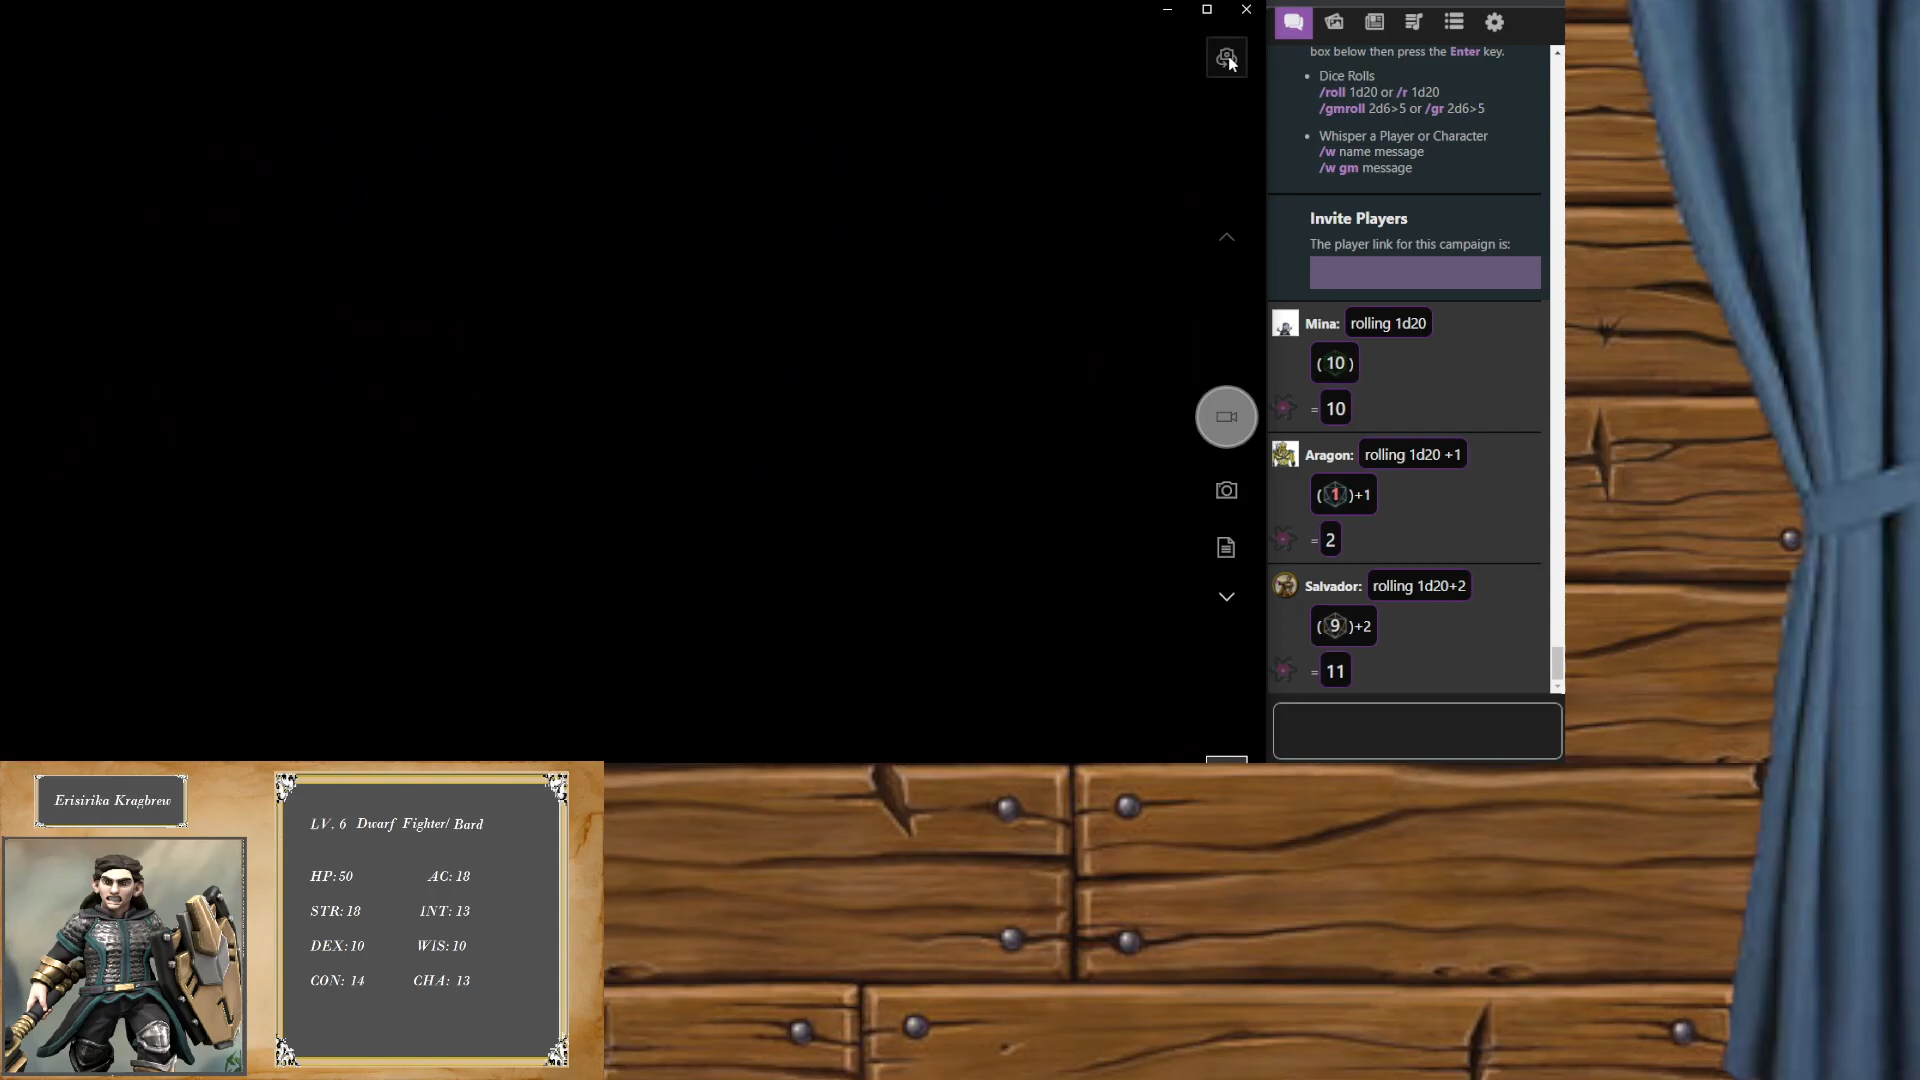 box below then press the Enter key.
Dice Rolls
/roll 1d20 or /r 1d20
/gmroll 2d6>5 or /gr 2d6>5
Whisper a Player or Character
/w name message
/w gm message
Invite Players
The player link for this campaign is:
Mina: rolling 1d20
(10)
= 10
Aragon: rolling 1d20 +1
(1)+1
= 2
Salvador: rolling 1d20+2
(9)+2
= 11
Erisirika Kragbrew
LV. 6 Dwarf Fighter/ Bard
HP: 50 AC: 18
STR: 18 INT: 13
DEX: 10 WIS: 10
CON: 14 CHA: 13